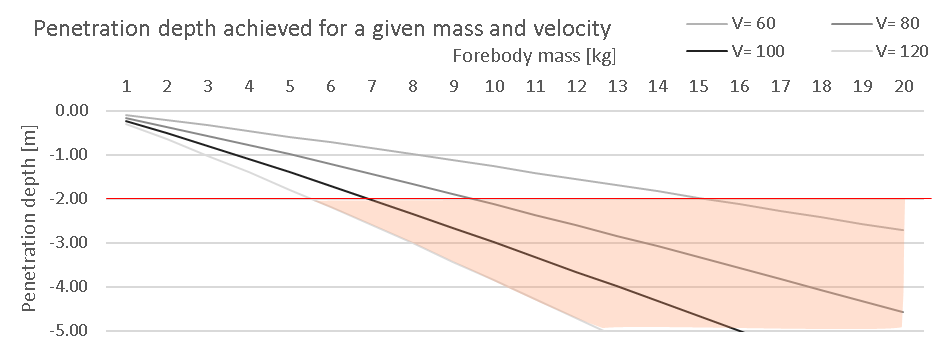 Penetration depth achieved for a given mass and velocity
V= 60
V= 80
V= 100
V= 120
Forebody mass [kg]
1 2 3 4 5 6 7 8 9 10 11 12 13 14 15 16 17 18 19 20
Penetration depth [m]
0.00
-1.00
-2.00
-3.00
-4.00
-5.00